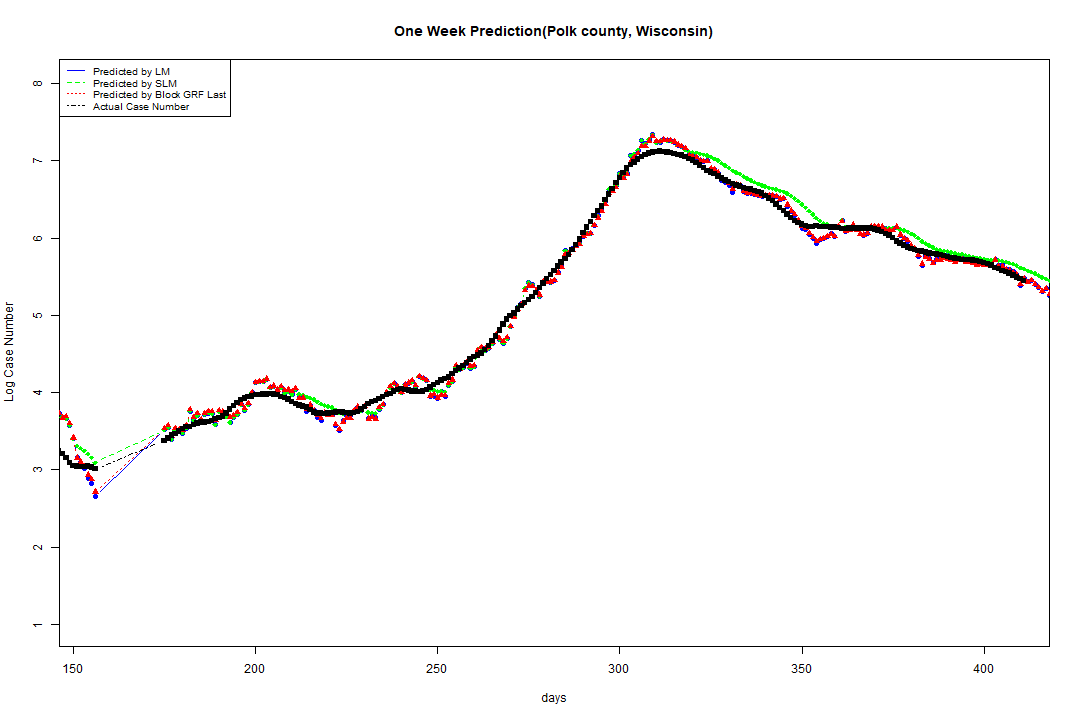 One Week Prediction(Polk county, Wisconsin)
Predicted by LM
Predicted by SLM
Predicted by Block GRF Last
Actual Case Number
8
7
6
5
4
3
2
1
Log Case Number
150 200 250 300 350 400
days